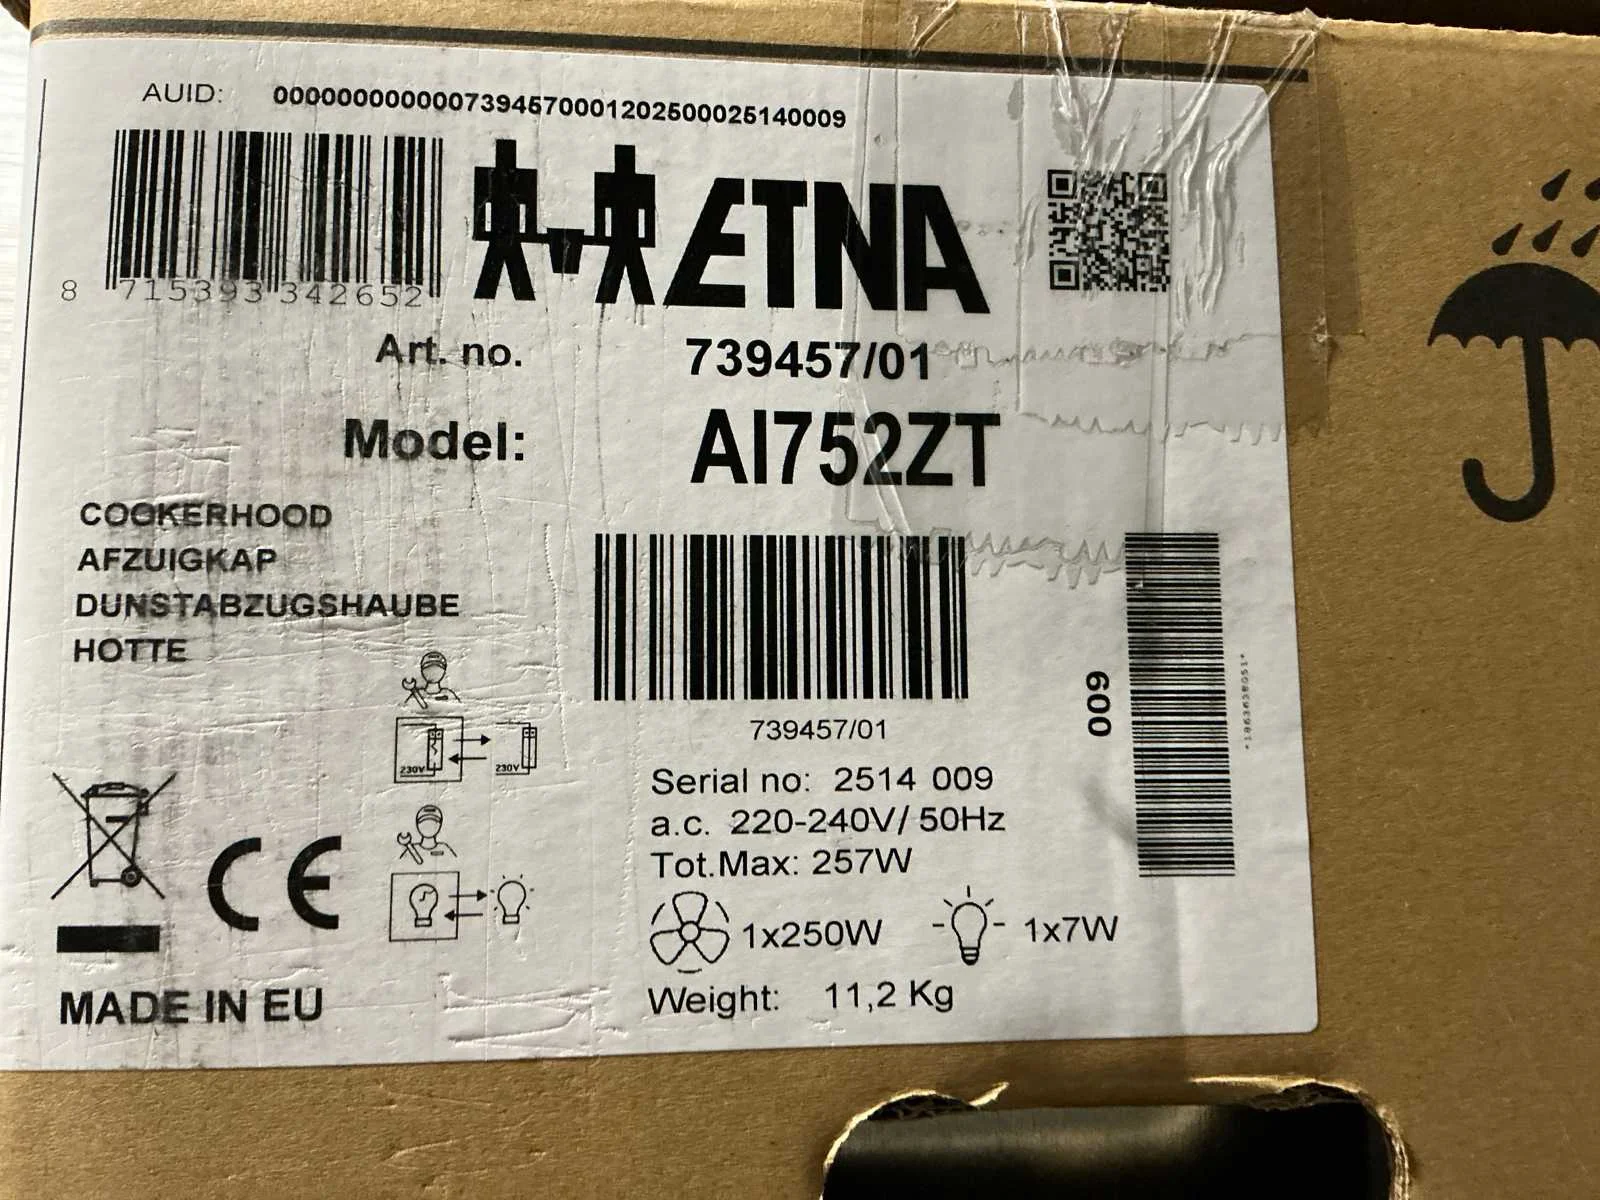 AUID: 0000000000007394570001202500025140009
8 715393 342652
ETNA
Art. no. 739457/01
Model: AI752ZT
COOKERHOOD
AFZUIGKAP
DUNSTABZUGSHAUBE
HOTTE
739457/01
009
230V 230V
Serial no: 2514 009
a.c. 220-240V/ 50Hz
Tot.Max: 257W
1x250W 1x7W
Weight: 11,2 Kg
CE
MADE IN EU